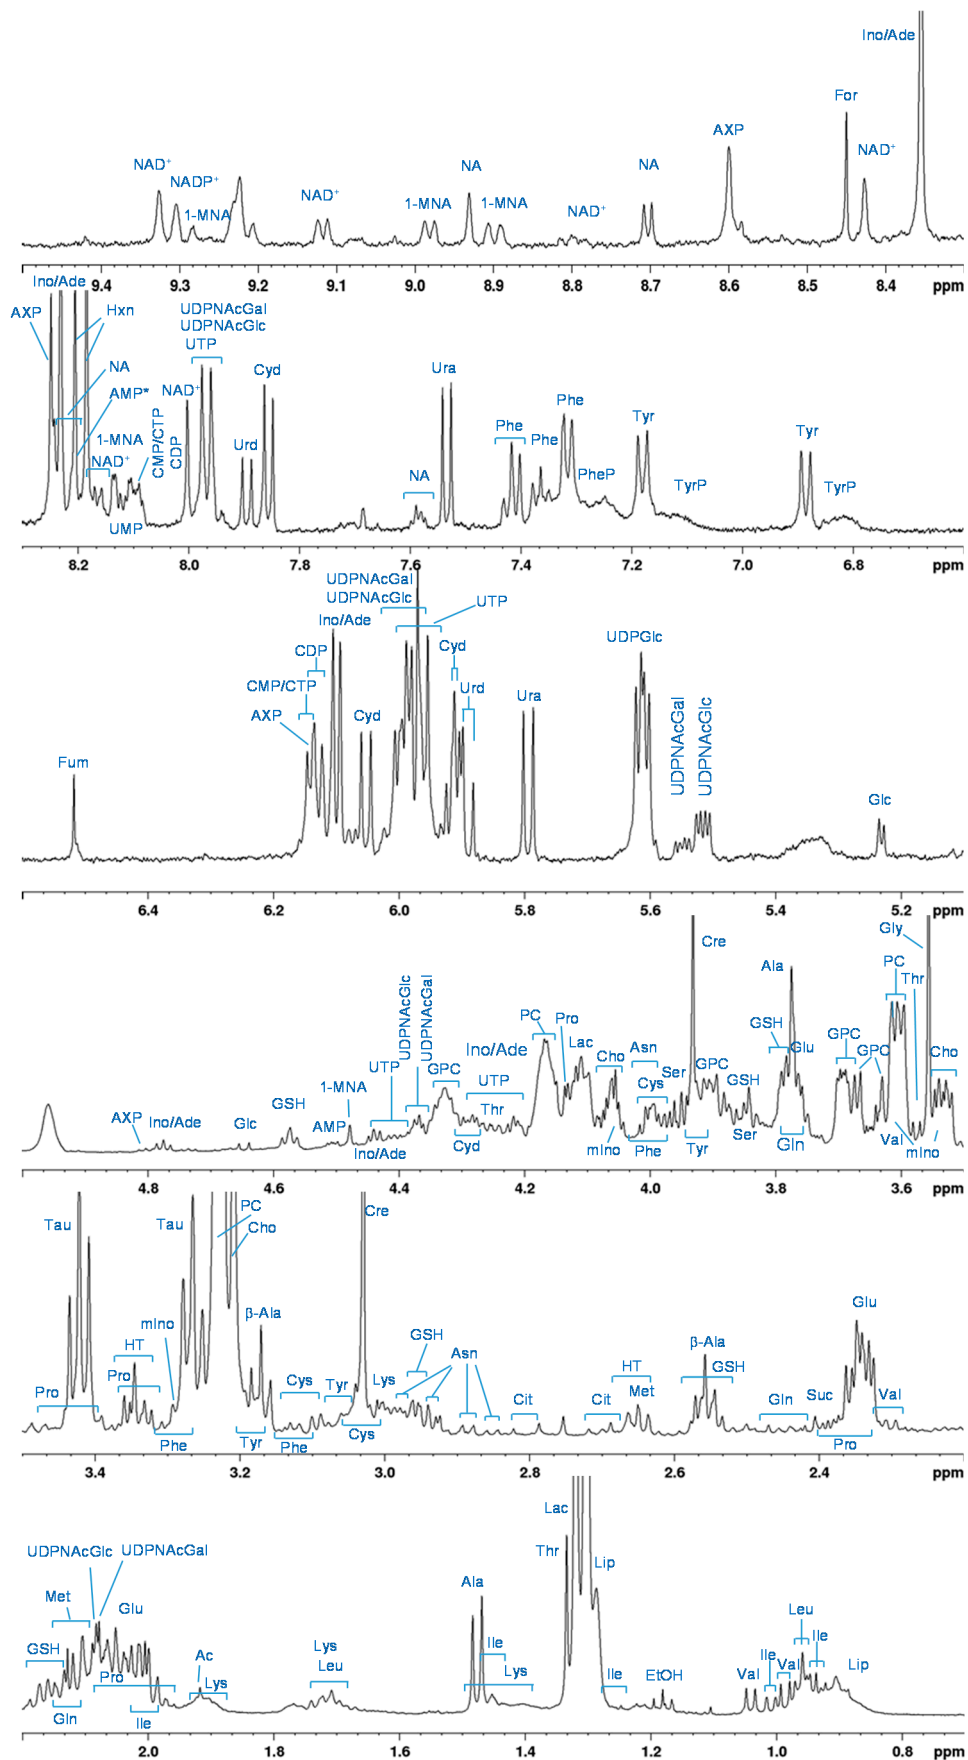 Ino/Ade
For
AXP
NAD⁺
NAD⁺
NADP⁺
1-MNA
NAD⁺
NA
1-MNA
1-MNA
NAD⁺
NA
9.4 9.3 9.2 9.1 9.0 8.9 8.8 8.7 8.6 8.5 8.4 ppm
Ino/Ade
AXP
Hxn
NA
AMP*
1-MNA
NAD⁺
UMP
CMP/CTP
CDP
UDPNAcGal
UDPNAcGlc
UTP
NAD⁺
Urd
Cyd
NA
Ura
Phe
Phe
Phe
PheP
Tyr
TyrP
Tyr
TyrP
8.2 8.0 7.8 7.6 7.4 7.2 7.0 6.8 ppm
UDPNAcGal
UDPNAcGlc
UTP
Ino/Ade
CDP
CMP/CTP
AXP
Fum
Cyd
Cyd
Urd
Ura
UDPGlc
UDPNAcGal
UDPNAcGlc
Glc
6.4 6.2 6.0 5.8 5.6 5.4 5.2 ppm
AXP
Ino/Ade
Glc
GSH
1-MNA
AMP
UTP
Ino/Ade
UDPNAcGlc
UDPNAcGal
GPC
Ino/Ade
UTP
Thr
Cyd
PC
Pro
Lac
Cho
mIno
Asn
Cys
Phe
Ser
Cre
GPC
Tyr
GSH
Ser
Ala
GSH
Glu
Gln
GPC
GPC
Val
PC
Gly
Thr
Cho
mIno
4.8 4.6 4.4 4.2 4.0 3.8 3.6 ppm
Tau
Pro
HT
Pro
mIno
Phe
Tau
PC
Cho
β-Ala
Tyr
Cys
Phe
Tyr
Cre
Cys
Lys
GSH
Asn
Cit
Cit
HT
Met
β-Ala
GSH
Gln
Suc
Glu
Val
Pro
3.4 3.2 3.0 2.8 2.6 2.4 ppm
UDPNAcGlc
UDPNAcGal
Met
Glu
GSH
Pro
Gln
Ile
Ac
Lys
Lys
Leu
Ala
Ile
Lys
Lac
Thr
Lip
Ile
EtOH
Val
Ile
Val
Leu
Ile
Lip
2.0 1.8 1.6 1.4 1.2 1.0 0.8 ppm